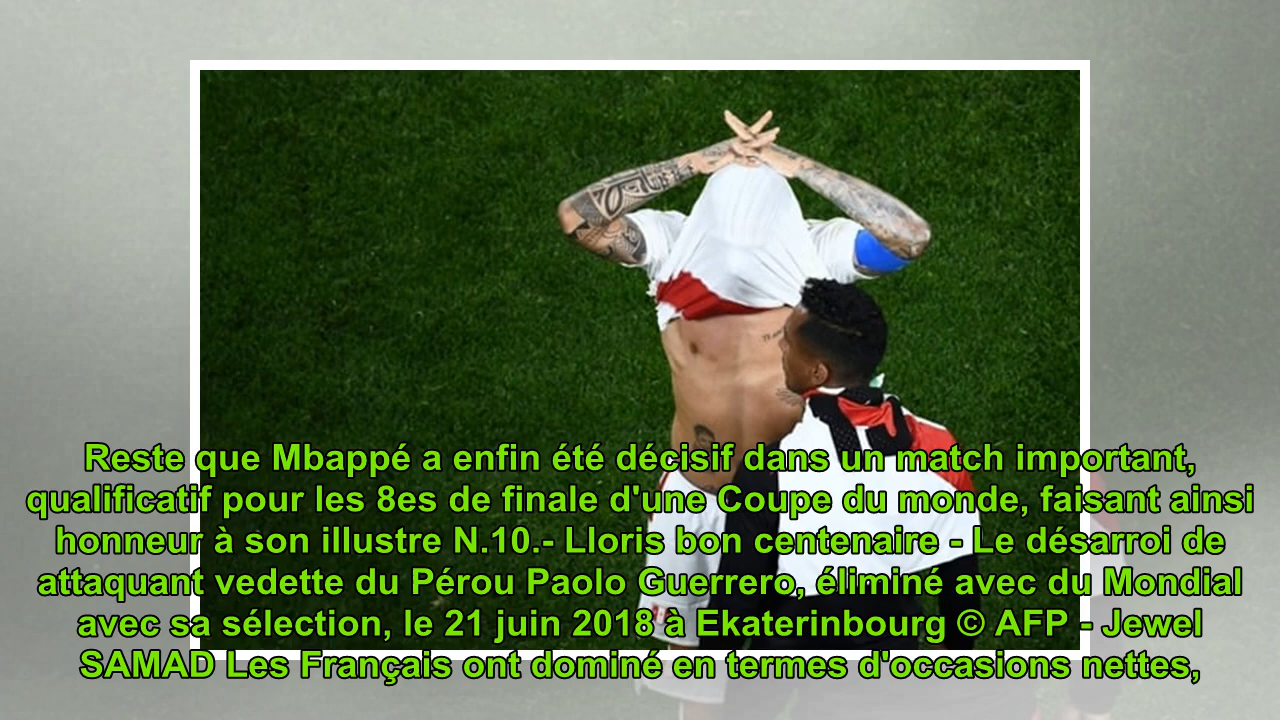 Reste que Mbappé a enfin été décisif dans un match important,
qualificatif pour les 8es de finale d'une Coupe du monde, faisant ainsi
honneur à son illustre N.10.- Lloris bon centenaire - Le désarroi de
attaquant vedette du Pérou Paolo Guerrero, éliminé avec du Mondial
avec sa sélection, le 21 juin 2018 à Ekaterinbourg © AFP - Jewel
SAMAD Les Français ont dominé en termes d'occasions nettes,